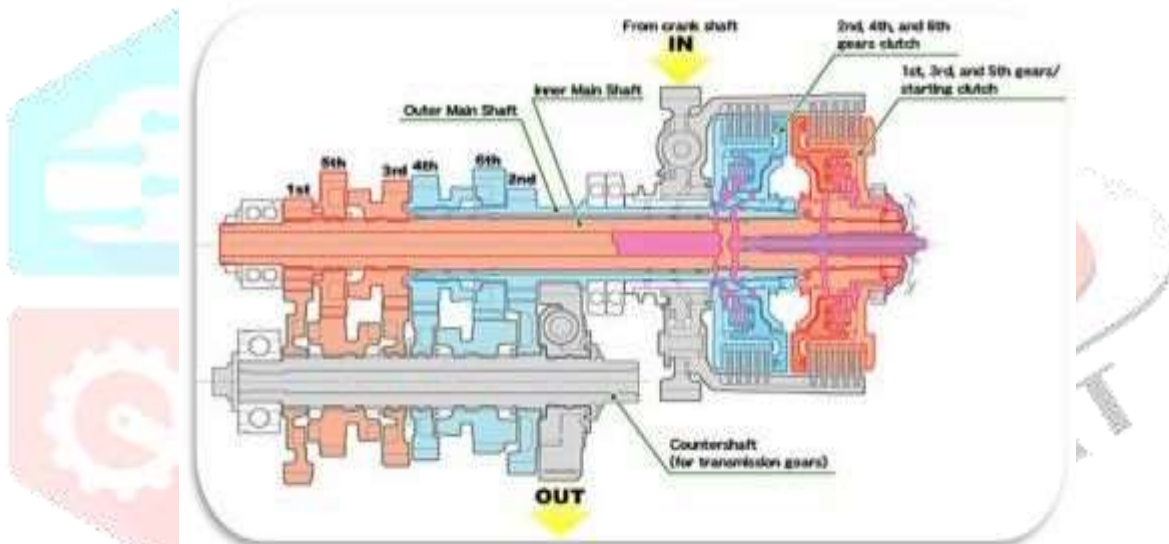 From crank shaft
IN
2nd, 4th, and 6th
gears clutch
1st, 3rd, and 5th gears/
starting clutch
Inner Main Shaft
Outer Main Shaft
1st
5th
3rd
4th
6th
2nd
Countershaft
(for transmission gears)
OUT